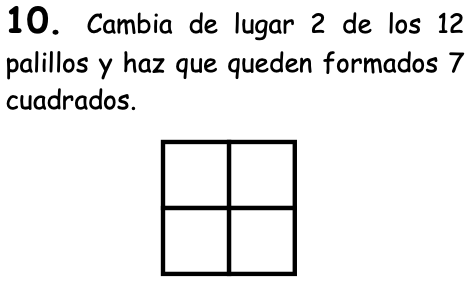 10. Cambia de lugar 2 de los 12
palillos y haz que queden formados 7
cuadrados.